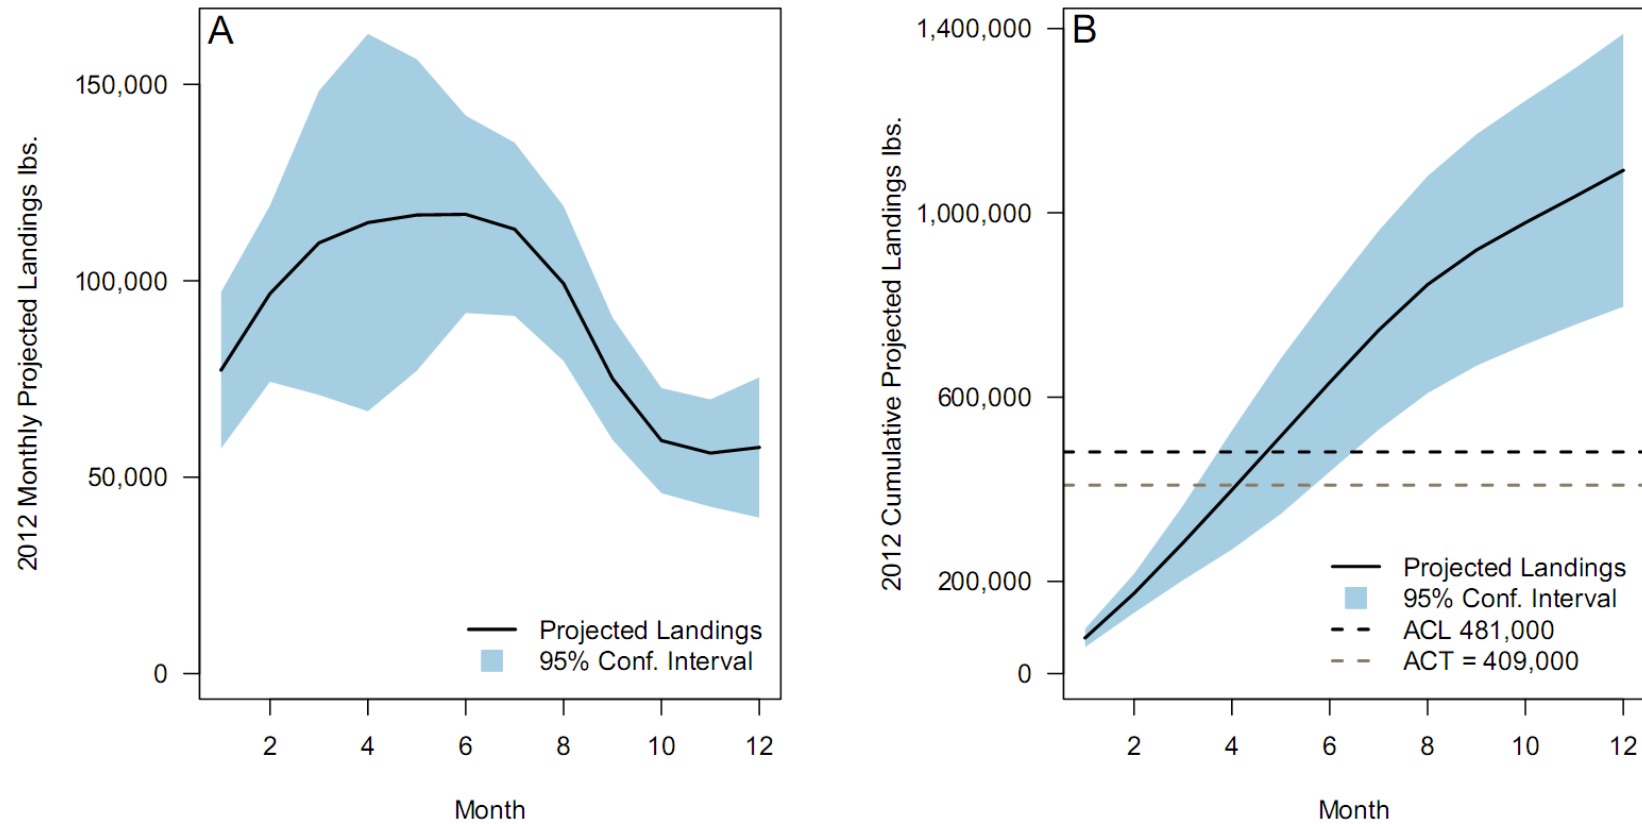 A
2012 Monthly Projected Landings lbs.
150,000
100,000
50,000
0
Projected Landings
95% Conf. Interval
2 4 6 8 10 12
Month
B
2012 Cumulative Projected Landings lbs.
1,400,000
1,000,000
600,000
200,000
0
Projected Landings
95% Conf. Interval
ACL 481,000
ACT = 409,000
2 4 6 8 10 12
Month